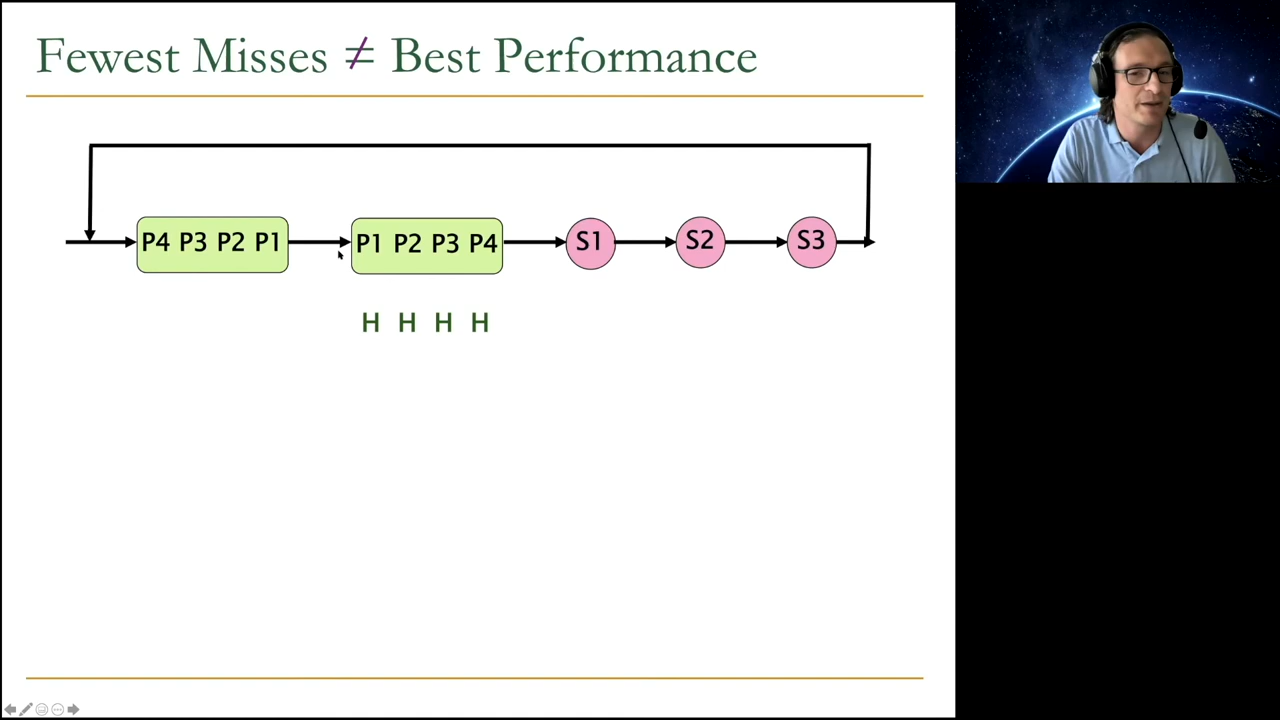 Fewest Misses ≠ Best Performance
P4 P3 P2 P1 P1 P2 P3 P4 S1 S2 S3
H H H H